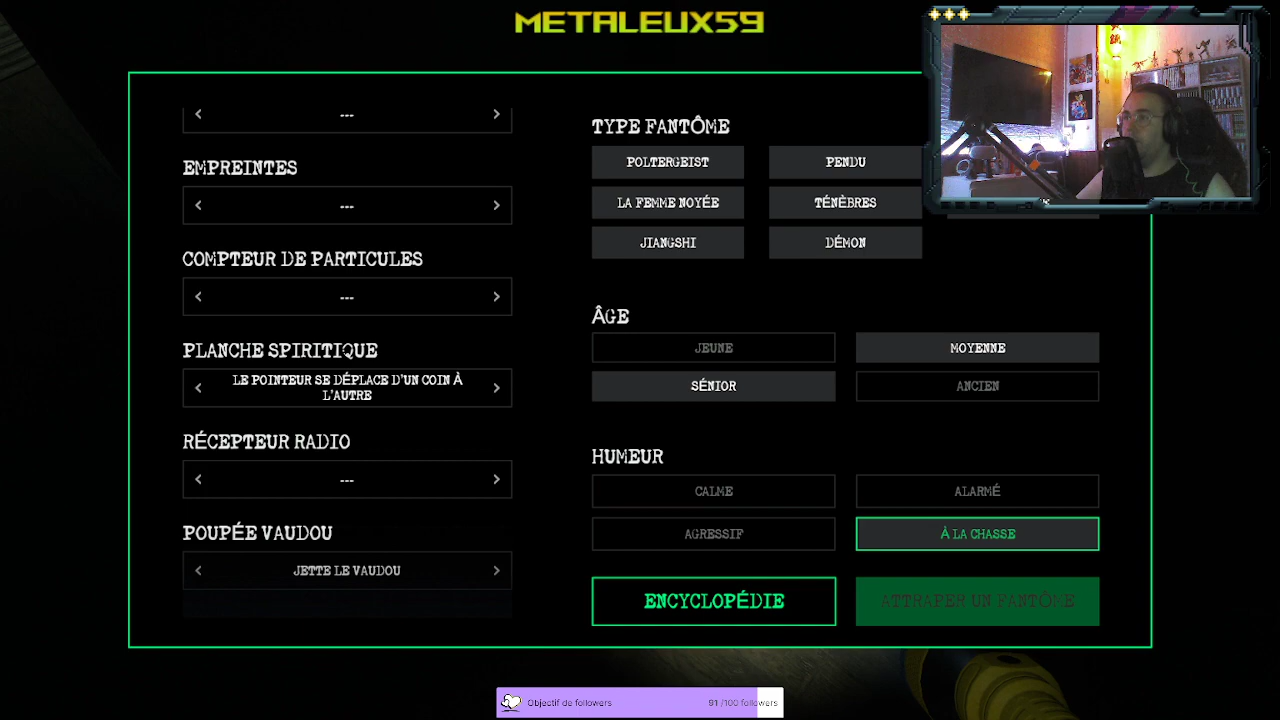 METALEUX59
---
EMPREINTES
---
COMPTEUR DE PARTICULES
---
PLANCHE SPIRITIQUE
LE POINTEUR SE DÉPLACE D'UN COIN À
L'AUTRE
RÉCEPTEUR RADIO
---
POUPÉE VAUDOU
JETTE LE VAUDOU
TYPE FANTÔME
POLTERGEIST
PENDU
LA FEMME NOYÉE
TÉNÈBRES
JIANGSHI
DÉMON
ÂGE
JEUNE
MOYENNE
SÉNIOR
ANCIEN
HUMEUR
CALME
ALARMÉ
AGRESSIF
À LA CHASSE
ENCYCLOPÉDIE
ATTRAPER UN FANTÔME
Objectif de followers
91 /100 followers